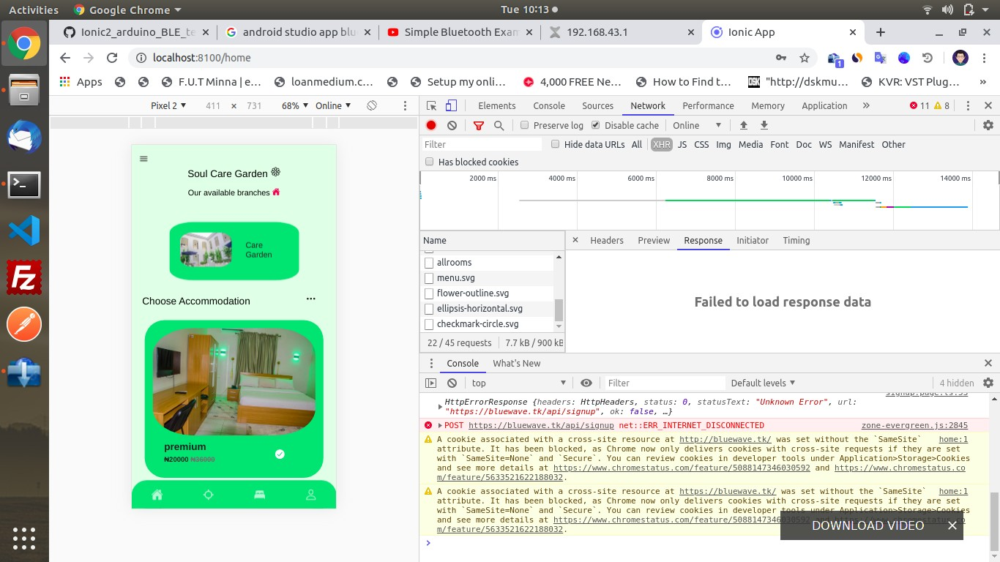 Activities
Google Chrome
Tue 10:13
Ionic2_arduino_BLE_te
android studio app blu
Simple Bluetooth Exam
192.168.43.1
Ionic App
localhost:8100/home
1
Apps
F.U.T Minna | e...
loanmedium.c...
Setup my onli...
4,000 FREE Ne...
How to Find t...
"http://dskmu...
KVR: VST Plug...
»
Pixel 2
411 × 731
68%
Online
Elements
Console
Sources
Network
Performance
Memory
Application
»
11
8
Preserve log
Disable cache
Online
Filter
Hide data URLs
All
XHR
JS
CSS
Img
Media
Font
Doc
WS
Manifest
Other
Has blocked cookies
2000 ms
4000 ms
6000 ms
8000 ms
10000 ms
12000 ms
14000 ms
Soul Care Garden
Our available branches
Care
Garden
Choose Accommodation
premium
₦20000 ₦36000
Name
allrooms
menu.svg
flower-outline.svg
ellipsis-horizontal.svg
checkmark-circle.svg
22 / 45 requests
7.7 kB / 900 kB
Headers
Preview
Response
Initiator
Timing
Failed to load response data
Console
What's New
top
Filter
Default levels
4 hidden
signup.page.ts:55
HttpErrorResponse {headers: HttpHeaders, status: 0, statusText: "Unknown Error", url:
"https://bluewave.tk/api/signup", ok: false, …}
POST https://bluewave.tk/api/signup net::ERR_INTERNET_DISCONNECTED
zone-evergreen.js:2845
A cookie associated with a cross-site resource at http://bluewave.tk/ was set without the `SameSite`
home:1
attribute. It has been blocked, as Chrome now only delivers cookies with cross-site requests if they are set
with `SameSite=None` and `Secure`. You can review cookies in developer tools under Application>Storage>Cookies
and see more details at https://www.chromestatus.com/feature/5088147346030592 and https://www.chromestatus.co
m/feature/5633521622188032.
A cookie associated with a cross-site resource at https://bluewave.tk/ was set without the `SameSite`
home:1
attribute. It has been blocked, as Chrome now only delivers cookies with cross-site requests if they are set
with `SameSite=None` and `Secure`. You can review cookies in developer tools under Application>Storage>Cookies
and see more details at https://www.chromestatus.com/feature/5088147346030592 and https://www.chromestatus.co
m/feature/5633521622188032.
DOWNLOAD VIDEO